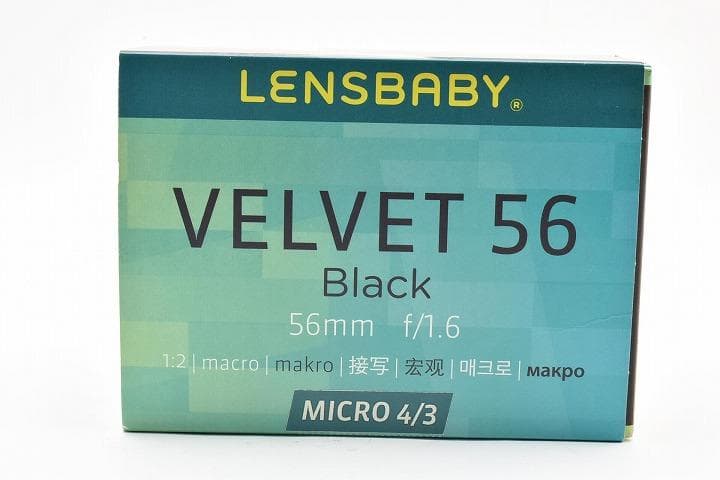 LENSBABY®
VELVET 56
Black
56mm f/1.6
1:2 | macro | makro | 接写 | 宏观 | 매크로 | макро
MICRO 4/3